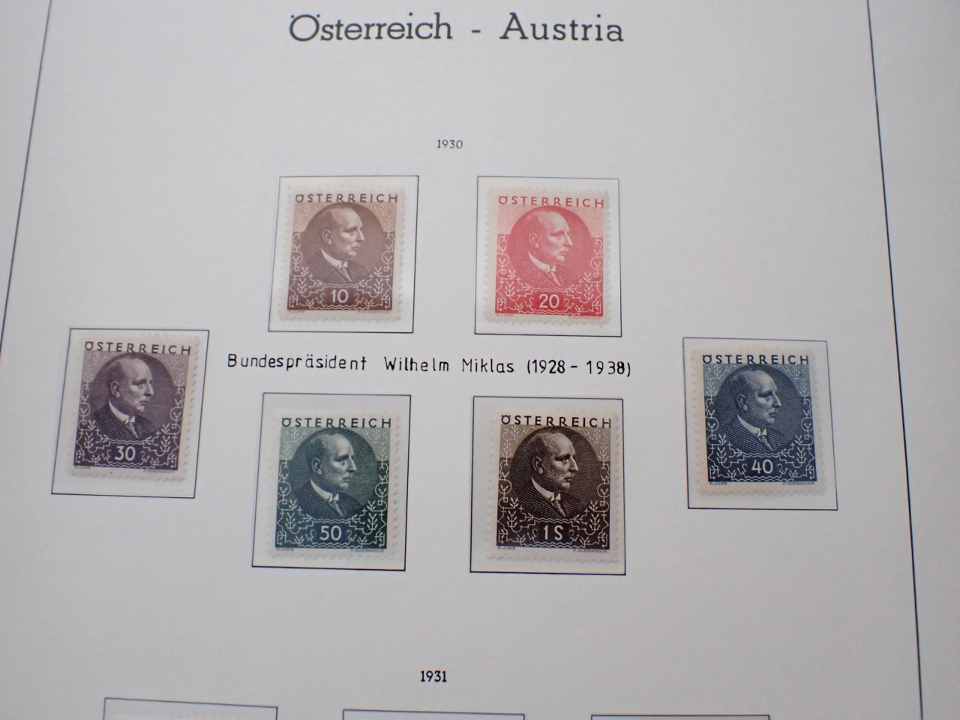 Österreich - Austria
1930
ÖSTERREICH
10
ÖSTERREICH
20
ÖSTERREICH
30
Bundespräsident Wilhelm Miklas (1928 - 1938)
ÖSTERREICH
40
ÖSTERREICH
50
ÖSTERREICH
1S
1931